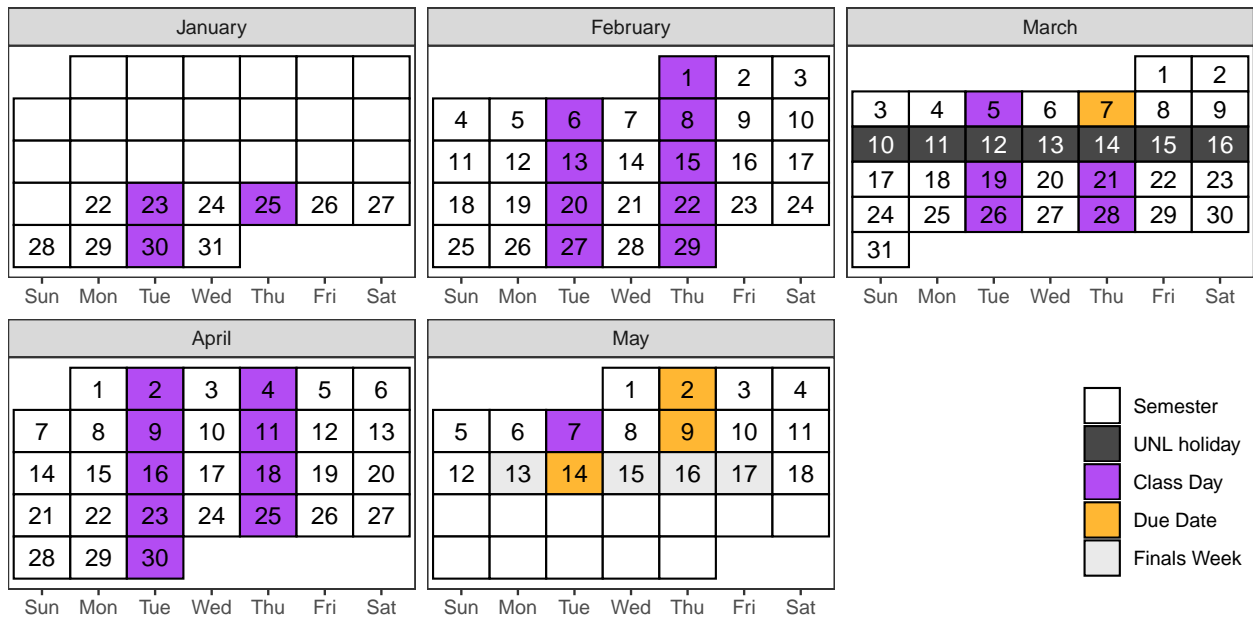 January
22 23 24 25 26 27
28 29 30 31
Sun Mon Tue Wed Thu Fri Sat
February
1 2 3
4 5 6 7 8 9 10
11 12 13 14 15 16 17
18 19 20 21 22 23 24
25 26 27 28 29
Sun Mon Tue Wed Thu Fri Sat
March
1 2
3 4 5 6 7 8 9
10 11 12 13 14 15 16
17 18 19 20 21 22 23
24 25 26 27 28 29 30
31
Sun Mon Tue Wed Thu Fri Sat
April
1 2 3 4 5 6
7 8 9 10 11 12 13
14 15 16 17 18 19 20
21 22 23 24 25 26 27
28 29 30
Sun Mon Tue Wed Thu Fri Sat
May
1 2 3 4
5 6 7 8 9 10 11
12 13 14 15 16 17 18
Sun Mon Tue Wed Thu Fri Sat
Semester
UNL holiday
Class Day
Due Date
Finals Week